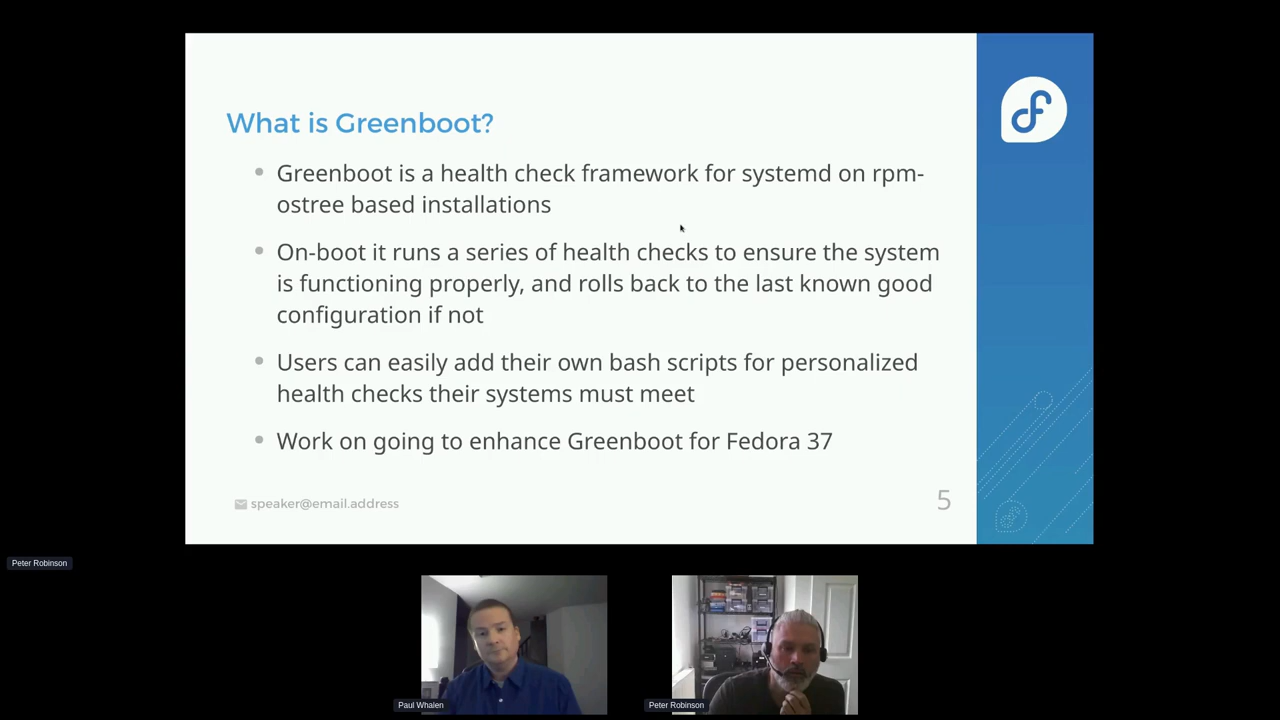 What is Greenboot?
Greenboot is a health check framework for systemd on rpm-
ostree based installations
On-boot it runs a series of health checks to ensure the system
is functioning properly, and rolls back to the last known good
configuration if not
Users can easily add their own bash scripts for personalized
health checks their systems must meet
Work on going to enhance Greenboot for Fedora 37
speaker@email.address
5
Peter Robinson
Paul Whalen
Peter Robinson